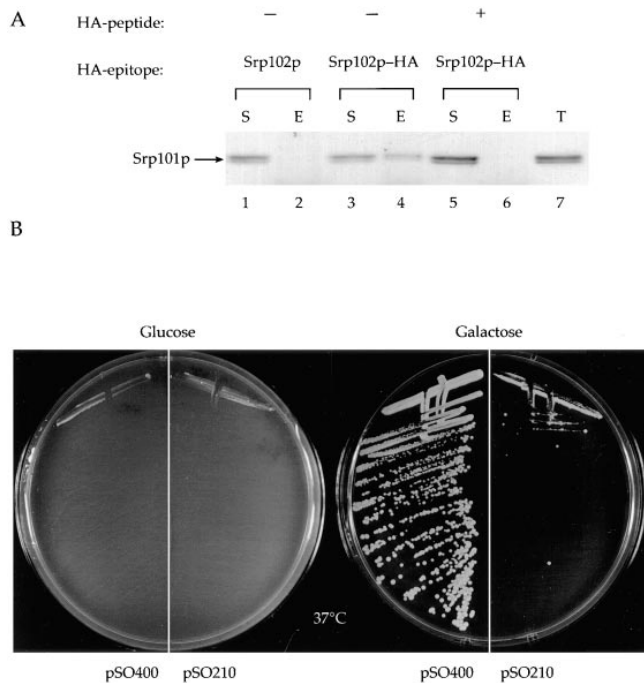 A
HA-peptide: – – +
HA-epitope: Srp102p Srp102p–HA Srp102p–HA
S E S E S E T
Srp101p
1 2 3 4 5 6 7
B
Glucose Galactose
37°C
pSO400 pSO210 pSO400 pSO210